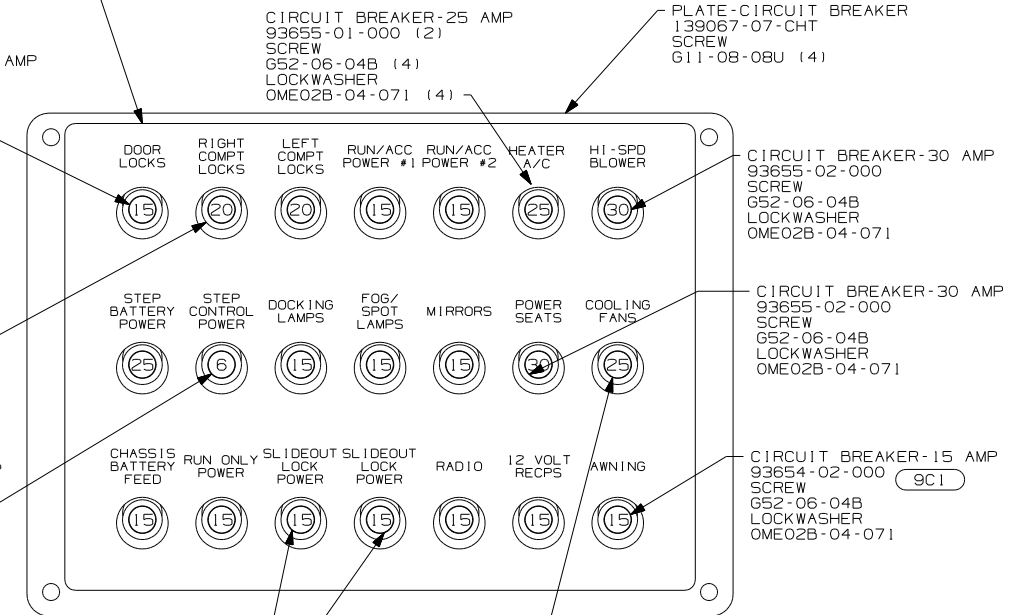 CIRCUIT BREAKER-25 AMP
93655-01-000 (2)
SCREW
G52-06-04B (4)
LOCKWASHER
OME02B-04-071 (4)
PLATE-CIRCUIT BREAKER
139067-07-CHT
SCREW
G11-08-08U (4)
AMP
DOOR
LOCKS
RIGHT
COMPT
LOCKS
LEFT
COMPT
LOCKS
RUN/ACC
POWER #1
RUN/ACC
POWER #2
HEATER
A/C
HI-SPD
BLOWER
15
20
20
15
15
25
30
CIRCUIT BREAKER-30 AMP
93655-02-000
SCREW
G52-06-04B
LOCKWASHER
OME02B-04-071
STEP
BATTERY
POWER
STEP
CONTROL
POWER
DOCKING
LAMPS
FOG/
SPOT
LAMPS
MIRRORS
POWER
SEATS
COOLING
FANS
25
6
15
15
15
30
25
CIRCUIT BREAKER-30 AMP
93655-02-000
SCREW
G52-06-04B
LOCKWASHER
OME02B-04-071
CHASSIS
BATTERY
FEED
RUN ONLY
POWER
SLIDEOUT
LOCK
POWER
SLIDEOUT
LOCK
POWER
RADIO
12 VOLT
RECPS
AWNING
15
15
15
15
15
15
15
CIRCUIT BREAKER-15 AMP
93654-02-000
9C1
SCREW
G52-06-04B
LOCKWASHER
OME02B-04-071